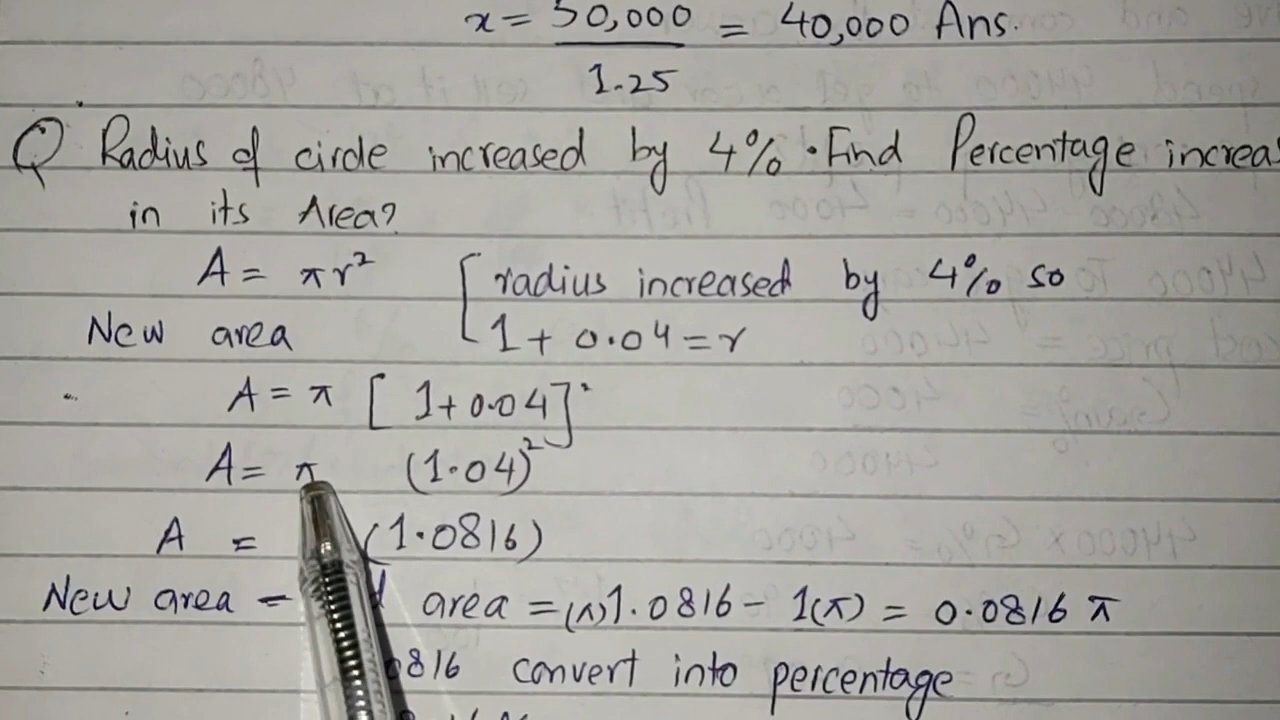 x = 50,000 = 40,000 Ans.
1.25
Q Radius of circle increased by 4%. Find Percentage increa
in its Area?
A = πr² [ radius increased by 4% so
New area 1 + 0.04 = r
A = π [1+0.04]²
A = π (1.04)²
A = (1.0816)
New area - area = (π)1.0816 - 1(π) = 0.0816 π
0816 convert into percentage